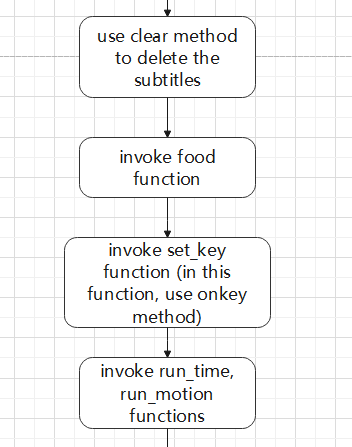 use clear method
to delete the
subtitles
invoke food
function
invoke set_key
function (in this
function, use onkey
method)
invoke run_time,
run_motion
functions